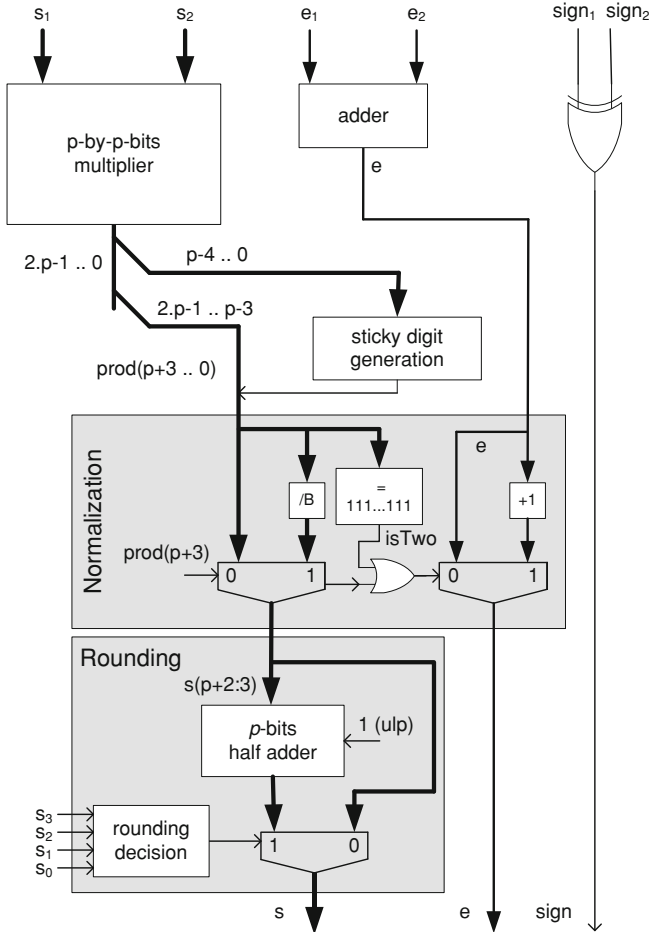 s1 s2 e1 e2 sign1 sign2
p-by-p-bits
multiplier
adder
e
2.p-1 .. 0
p-4 .. 0
2.p-1 .. p-3
sticky digit
generation
prod(p+3 .. 0)
Normalization
e
/B
=
111...111
+1
isTwo
prod(p+3)
0 1
0 1
Rounding
s(p+2:3)
p-bits
half adder
1 (ulp)
s3
s2
s1
s0
rounding
decision
1 0
s e sign